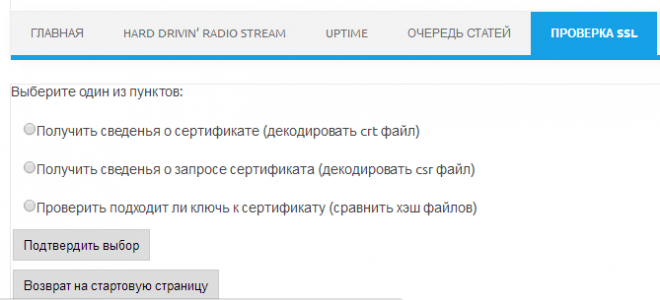 ГЛАВНАЯ HARD DRIVIN' RADIO STREAM UPTIME ОЧЕРЕДЬ СТАТЕЙ ПРОВЕРКА SSL
Выберите один из пунктов:
Получить сведенья о сертификате (декодировать crt файл)
Получить сведенья о запросе сертификата (декодировать csr файл)
Проверить подходит ли ключь к сертификату (сравнить хэш файлов)
Подтвердить выбор
Возврат на стартовую страницу